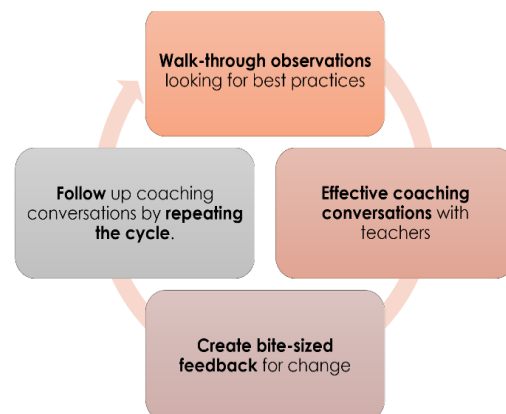 Walk-through observations
looking for best practices
Effective coaching
conversations with
teachers
Create bite-sized
feedback for change
Follow up coaching
conversations by repeating
the cycle.